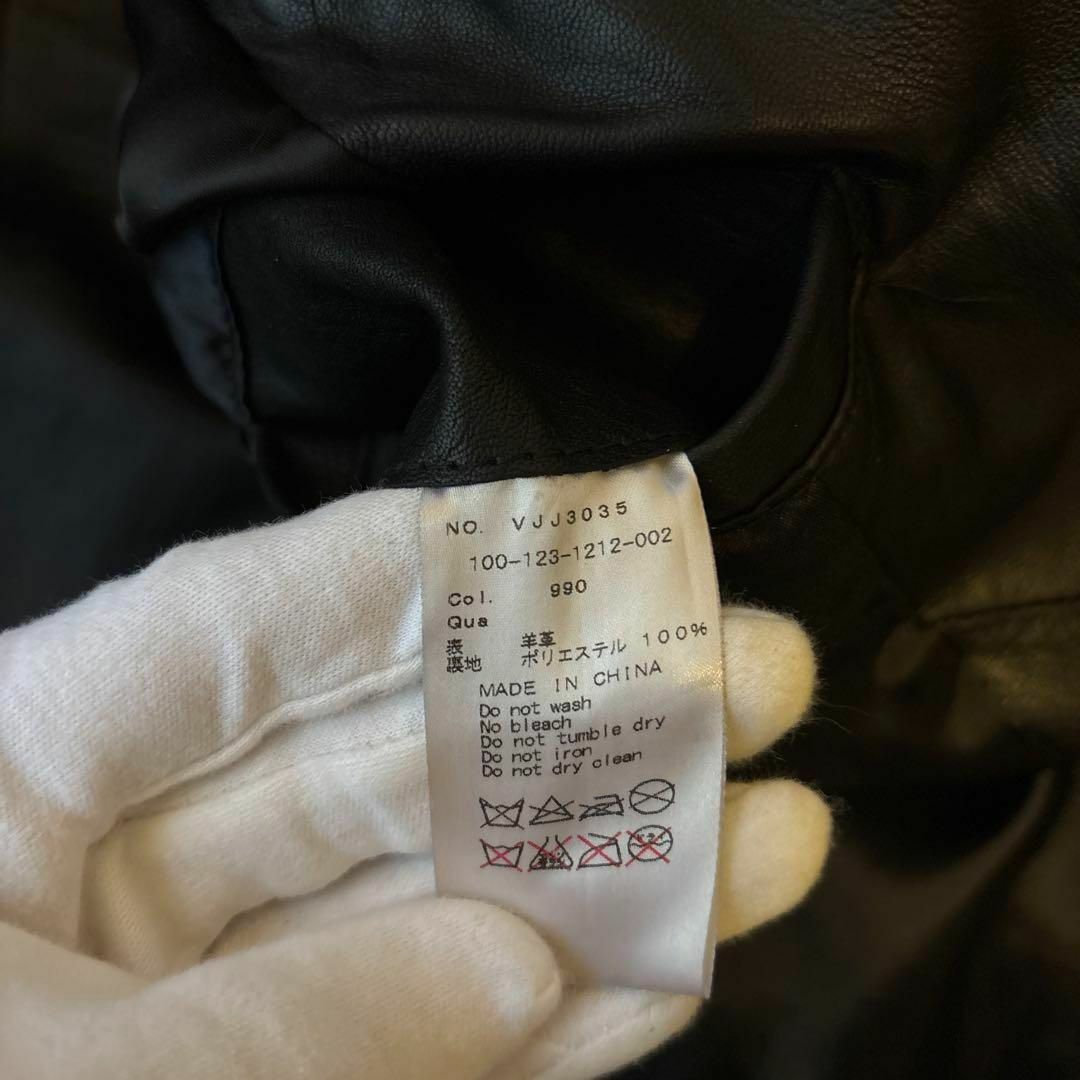 NO. VJJ3035
100-123-1212-002
Col. 990
Qua
表 羊革
裏地 ポリエステル 100%
MADE IN CHINA
Do not wash
No bleach
Do not tumble dry
Do not iron
Do not dry clean